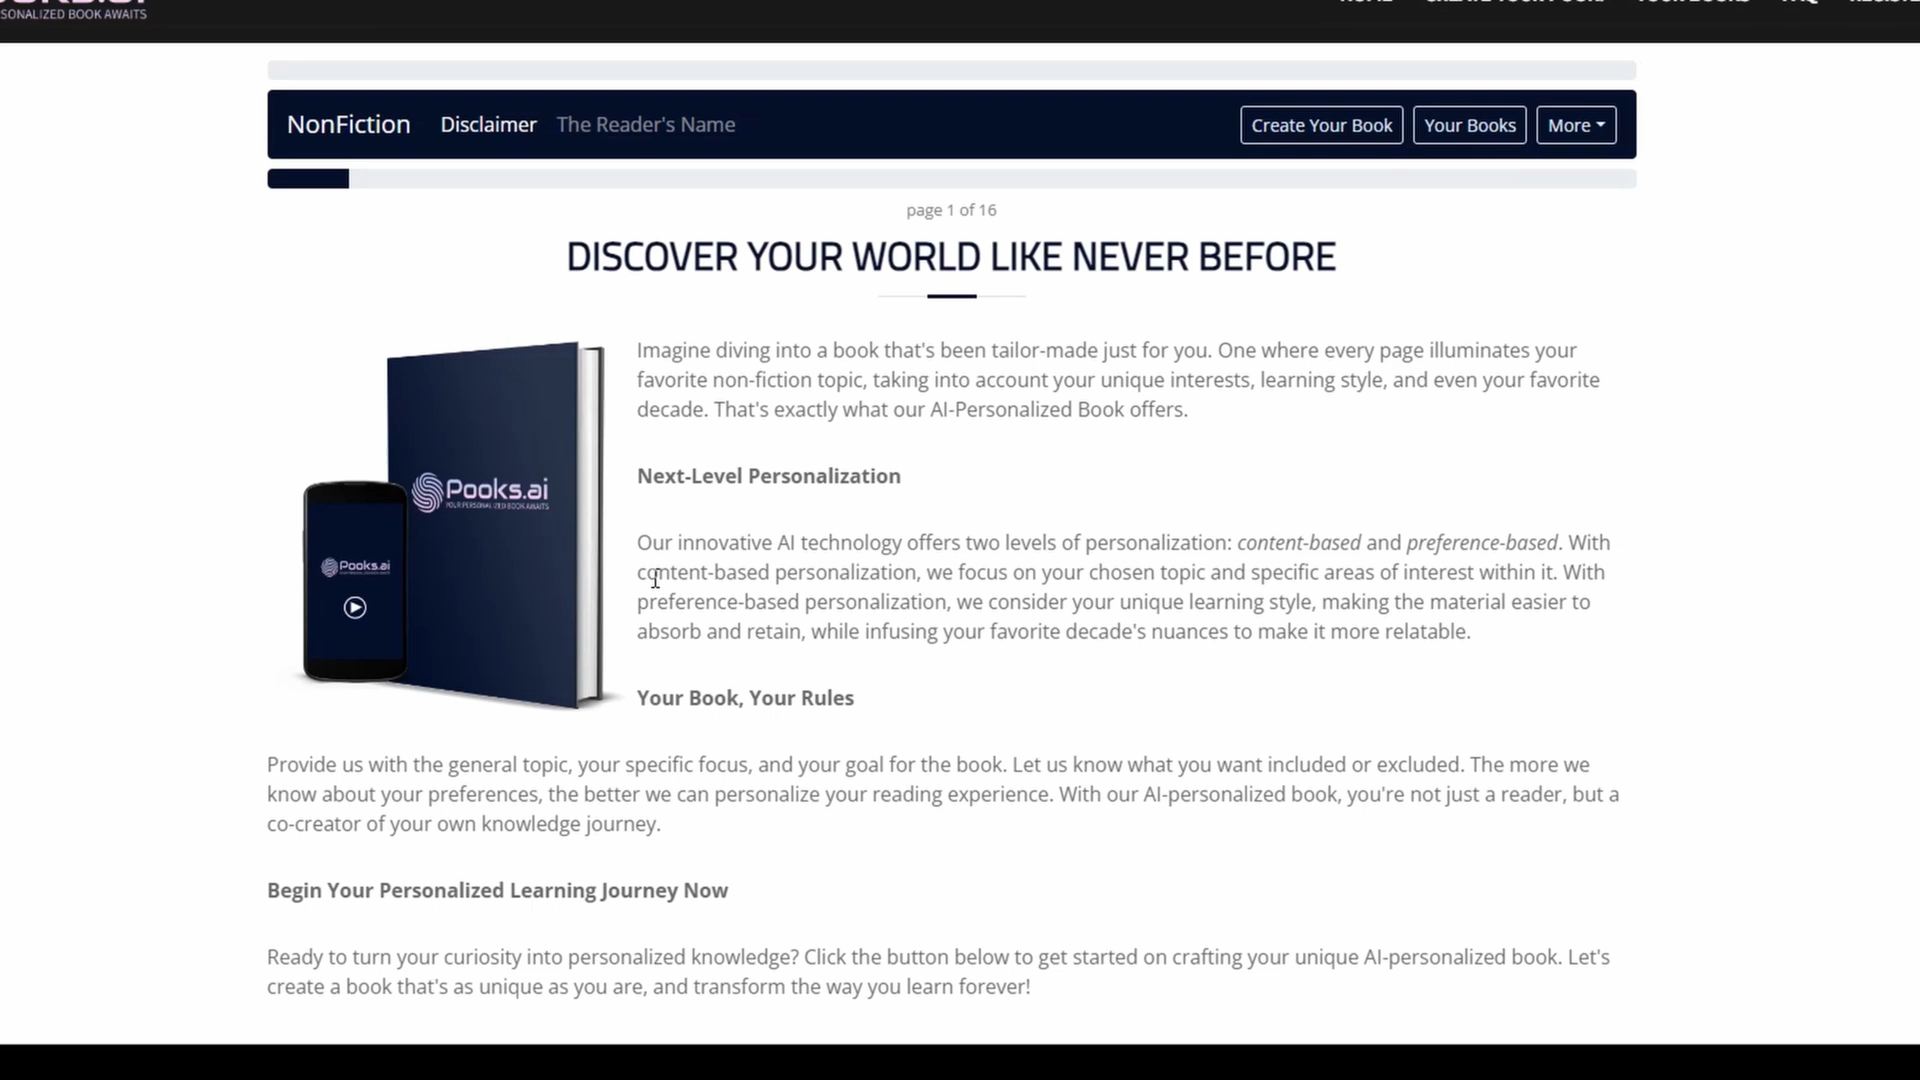 PERSONALIZED BOOK AWAITS
NonFiction Disclaimer The Reader's Name Create Your Book Your Books More
page 1 of 16
DISCOVER YOUR WORLD LIKE NEVER BEFORE
Imagine diving into a book that's been tailor-made just for you. One where every page illuminates your
favorite non-fiction topic, taking into account your unique interests, learning style, and even your favorite
decade. That's exactly what our AI-Personalized Book offers.
Next-Level Personalization
Our innovative AI technology offers two levels of personalization: content-based and preference-based. With
content-based personalization, we focus on your chosen topic and specific areas of interest within it. With
preference-based personalization, we consider your unique learning style, making the material easier to
absorb and retain, while infusing your favorite decade's nuances to make it more relatable.
Pooks.ai
YOUR PERSONALIZED BOOK AWAITS
Pooks.ai
Your Book, Your Rules
Provide us with the general topic, your specific focus, and your goal for the book. Let us know what you want included or excluded. The more we
know about your preferences, the better we can personalize your reading experience. With our AI-personalized book, you're not just a reader, but a
co-creator of your own knowledge journey.
Begin Your Personalized Learning Journey Now
Ready to turn your curiosity into personalized knowledge? Click the button below to get started on crafting your unique AI-personalized book. Let's
create a book that's as unique as you are, and transform the way you learn forever!